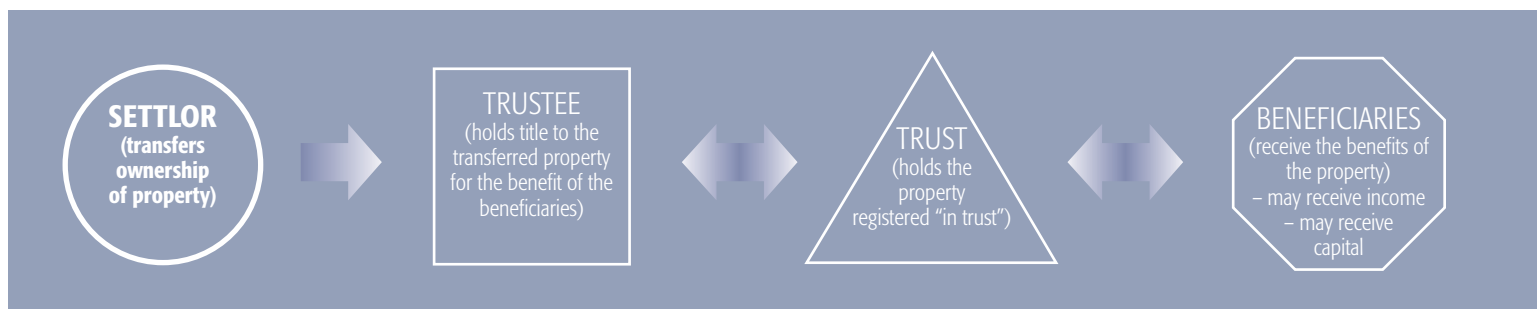 SETTLOR
(transfers
ownership
of property)
TRUSTEE
(holds title to the
transferred property
for the benefit of the
beneficiaries)
TRUST
(holds the
property
registered “in trust”)
BENEFICIARIES
(receive the benefits of
the property)
– may receive income
– may receive
capital